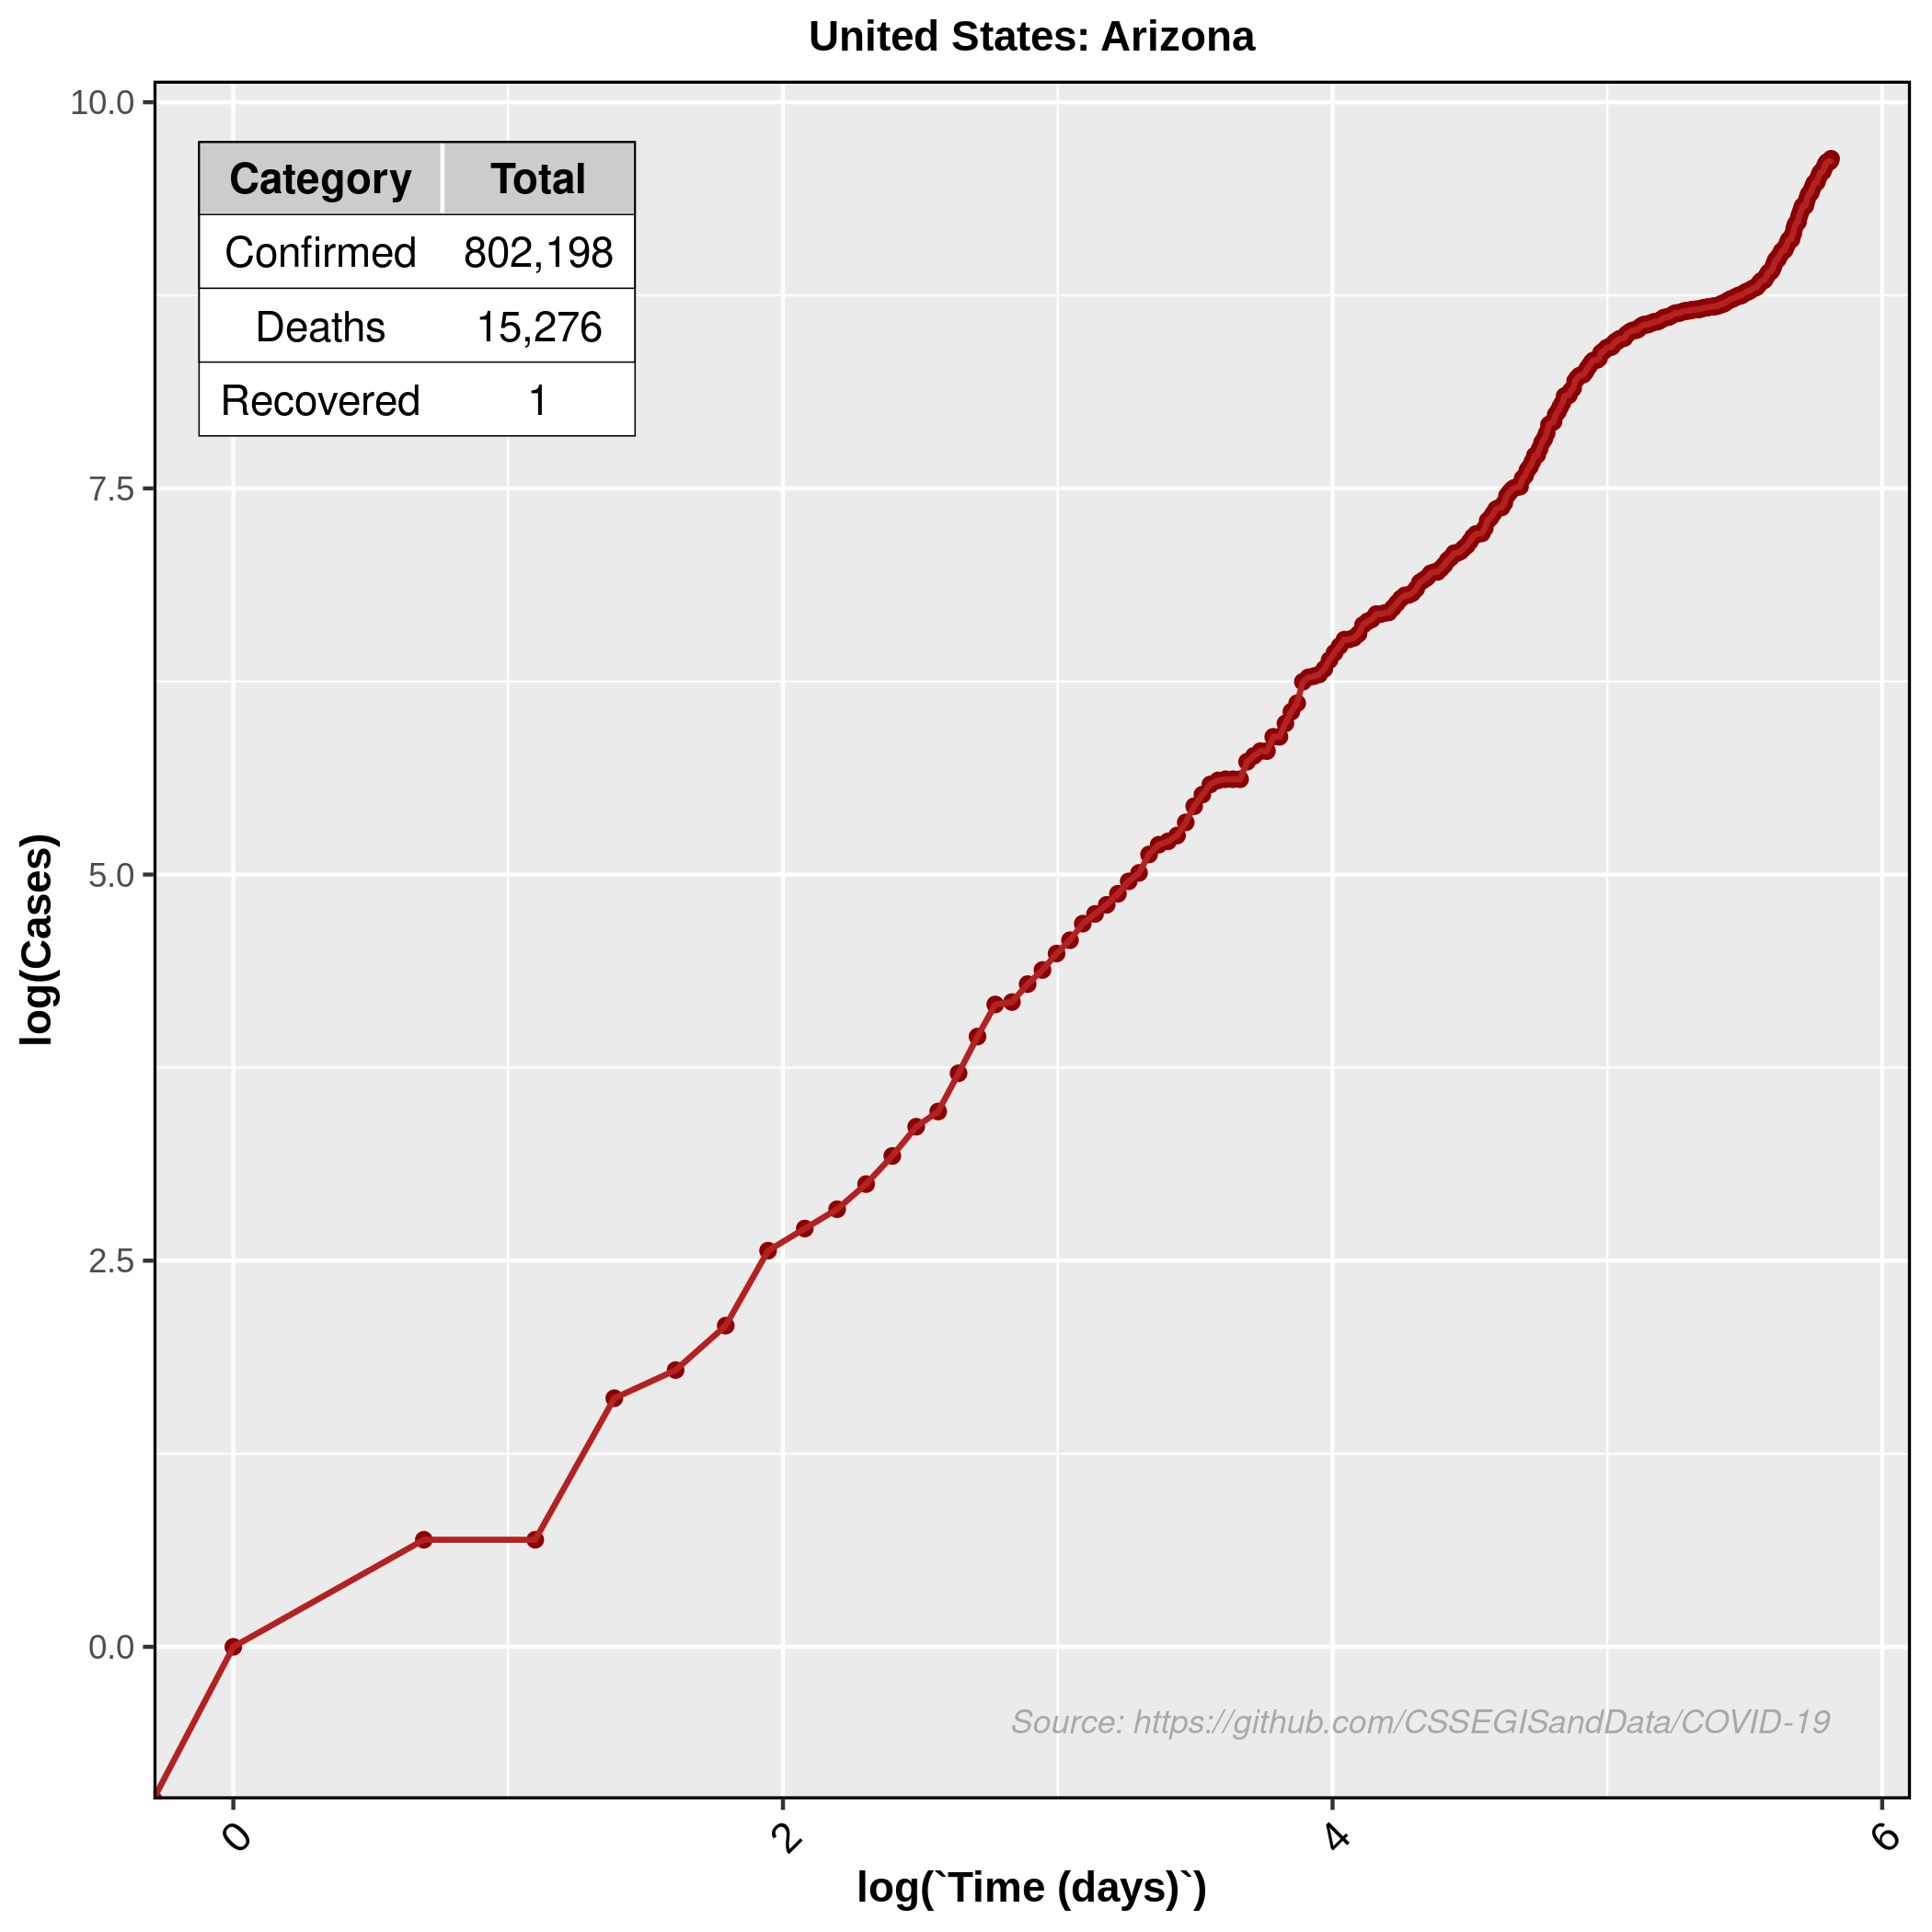 United States: Arizona
10.0
7.5
5.0
2.5
0.0
Category Total
Confirmed 802,198
Deaths 15,276
Recovered 1
log(Cases)
Source: https://github.com/CSSEGISandData/COVID-19
0 2 4 6
log(`Time (days)`)